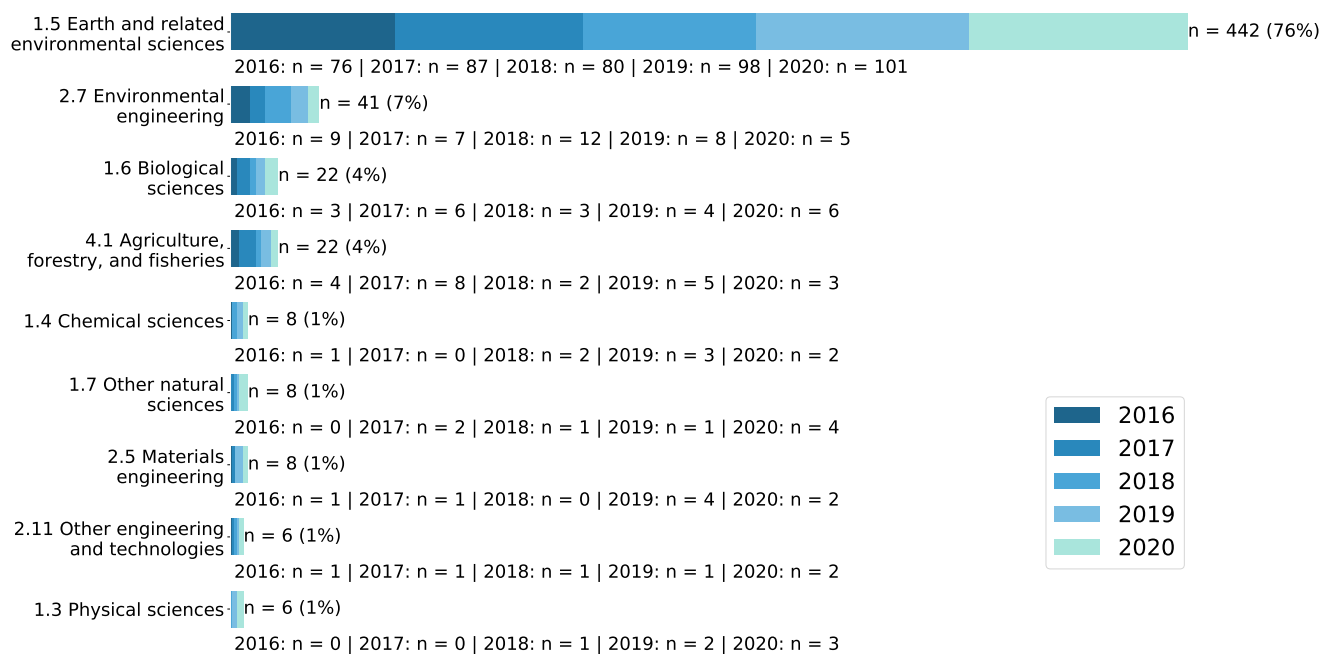 1.5 Earth and related
environmental sciences
n = 442 (76%)
2016: n = 76 | 2017: n = 87 | 2018: n = 80 | 2019: n = 98 | 2020: n = 101
2.7 Environmental
engineering
n = 41 (7%)
2016: n = 9 | 2017: n = 7 | 2018: n = 12 | 2019: n = 8 | 2020: n = 5
1.6 Biological
sciences
n = 22 (4%)
2016: n = 3 | 2017: n = 6 | 2018: n = 3 | 2019: n = 4 | 2020: n = 6
4.1 Agriculture,
forestry, and fisheries
n = 22 (4%)
2016: n = 4 | 2017: n = 8 | 2018: n = 2 | 2019: n = 5 | 2020: n = 3
1.4 Chemical sciences
n = 8 (1%)
2016: n = 1 | 2017: n = 0 | 2018: n = 2 | 2019: n = 3 | 2020: n = 2
1.7 Other natural
sciences
n = 8 (1%)
2016: n = 0 | 2017: n = 2 | 2018: n = 1 | 2019: n = 1 | 2020: n = 4
2.5 Materials
engineering
n = 8 (1%)
2016: n = 1 | 2017: n = 1 | 2018: n = 0 | 2019: n = 4 | 2020: n = 2
2.11 Other engineering
and technologies
n = 6 (1%)
2016: n = 1 | 2017: n = 1 | 2018: n = 1 | 2019: n = 1 | 2020: n = 2
1.3 Physical sciences
n = 6 (1%)
2016: n = 0 | 2017: n = 0 | 2018: n = 1 | 2019: n = 2 | 2020: n = 3
2016
2017
2018
2019
2020